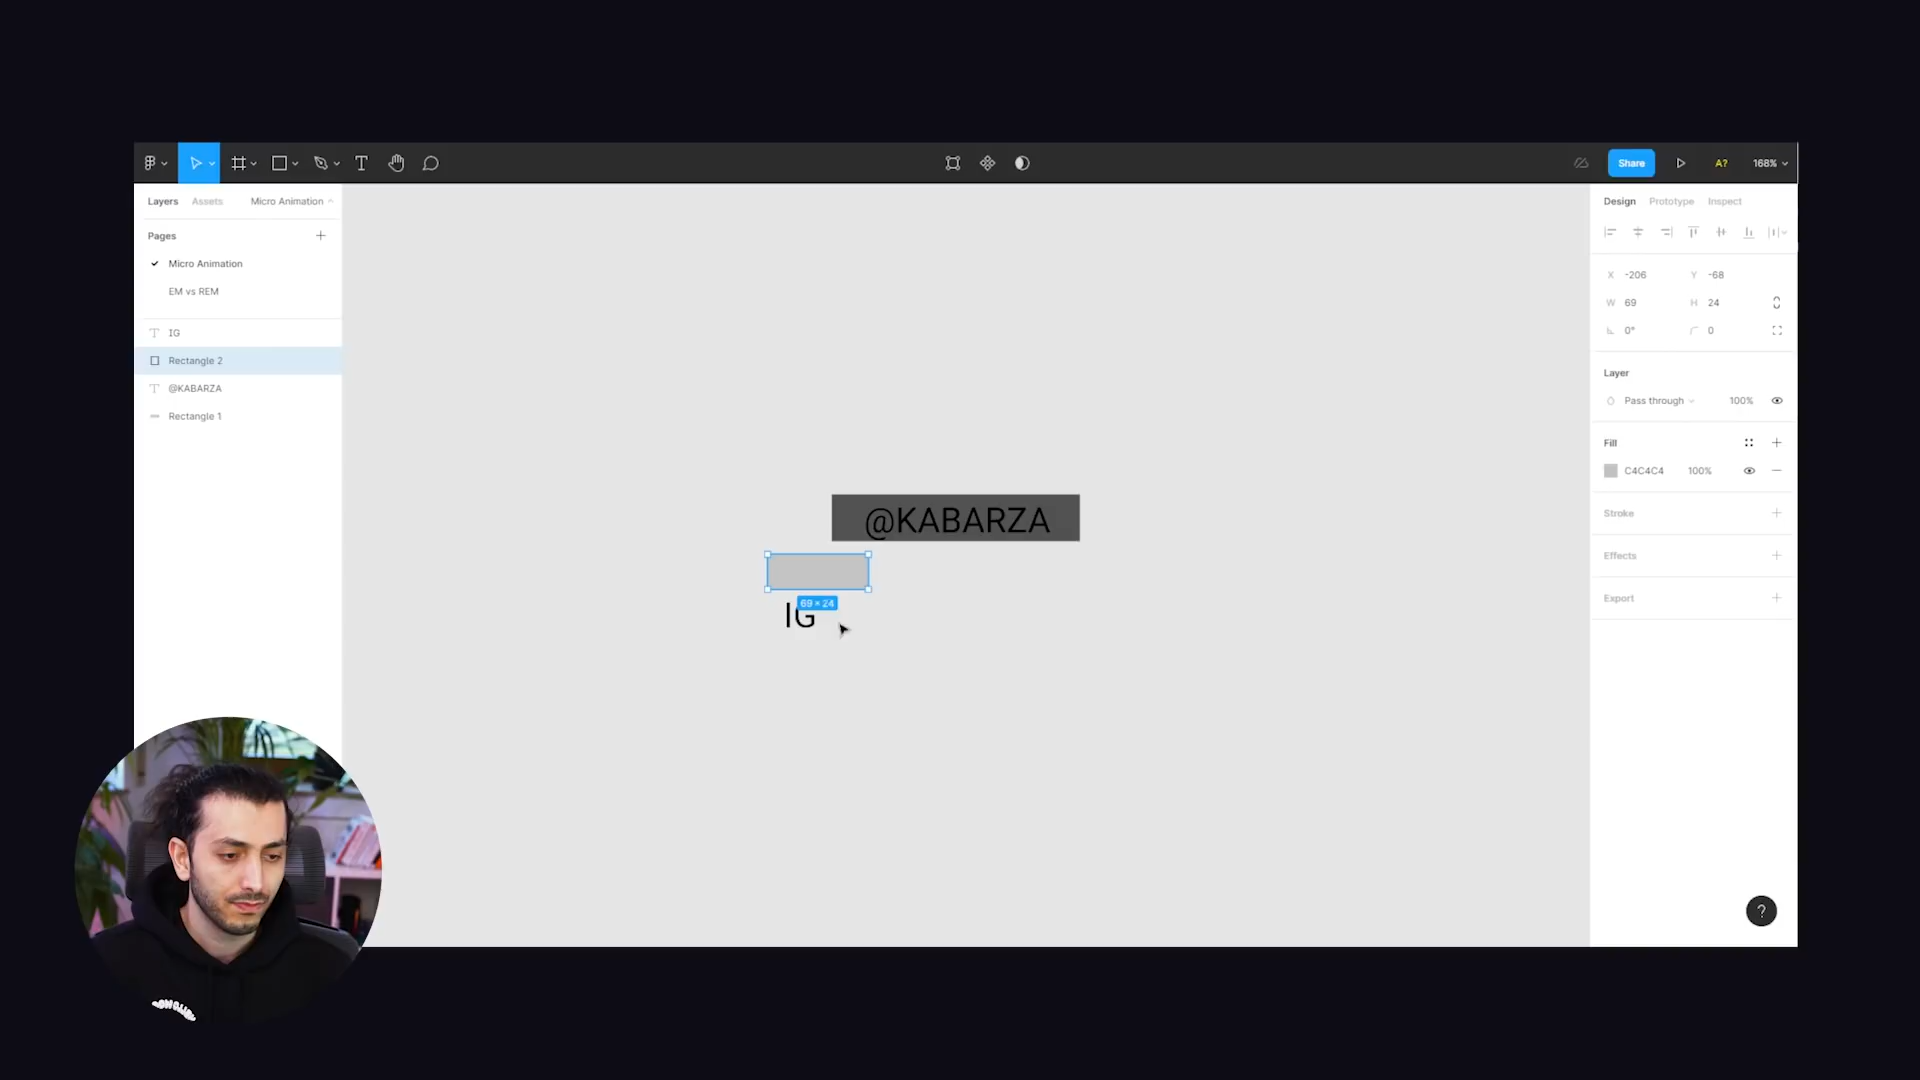 Share
A?
168%
Layers Assets Micro Animation
Pages
Micro Animation
EM vs REM
IG
Rectangle 2
@KABARZA
Rectangle 1
@KABARZA
69 × 24
IG
Design Prototype Inspect
X -206 Y -68
W 69 H 24
0° 0
Layer
Pass through 100%
Fill
C4C4C4 100%
Stroke
Effects
Export
?